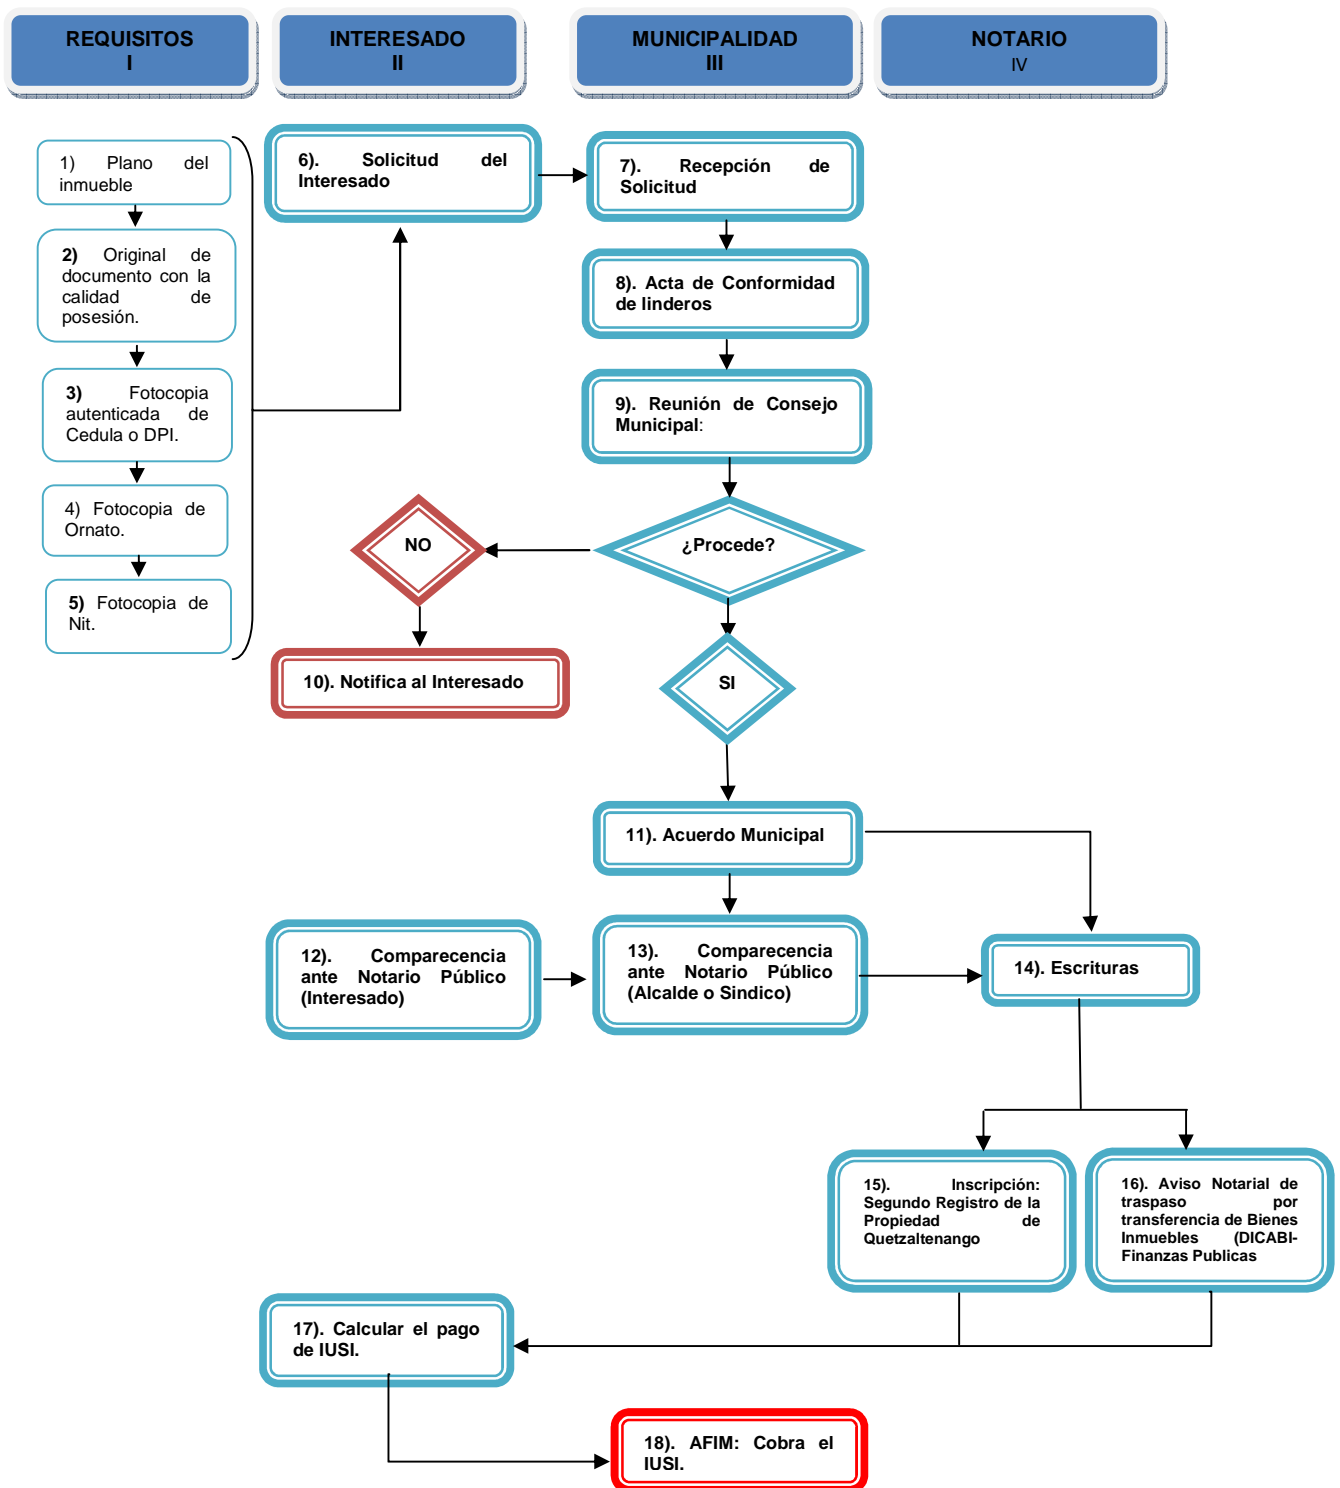 REQUISITOS
I
INTERESADO
II
MUNICIPALIDAD
III
NOTARIO
IV
1) Plano del
inmueble
2) Original de
documento con la
calidad de
posesión.
3) Fotocopia
autenticada de
Cedula o DPI.
4) Fotocopia de
Ornato.
5) Fotocopia de
Nit.
6). Solicitud del
Interesado
7). Recepción de
Solicitud
8). Acta de Conformidad
de linderos
9). Reunión de Consejo
Municipal:
¿Procede?
NO
10). Notifica al Interesado
SI
11). Acuerdo Municipal
12). Comparecencia
ante Notario Público
(Interesado)
13). Comparecencia
ante Notario Público
(Alcalde o Sindico)
14). Escrituras
15). Inscripción:
Segundo Registro de la
Propiedad de
Quetzaltenango
16). Aviso Notarial de
traspaso por
transferencia de Bienes
Inmuebles (DICABI-
Finanzas Publicas
17). Calcular el pago
de IUSI.
18). AFIM: Cobra el
IUSI.